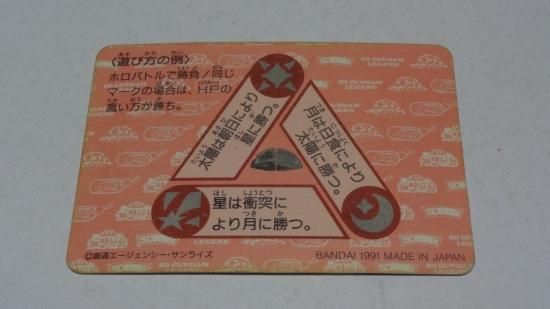 〈遊び方の例〉
ホロバトルで勝負！同じ
マークの場合は、HPの
高い方が勝ち。
太陽は朝日により
星に勝つ。
月は日食により
太陽に勝つ。
星は衝突に
より月に勝つ。
SD GUNDAM
LEGEND
©創通エージェンシー・サンライズ
BANDAI 1991 MADE IN JAPAN